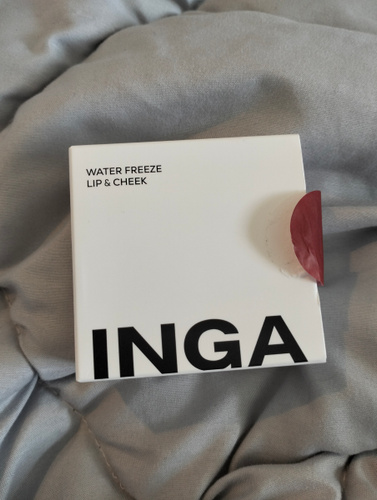 WATER FREEZE
LIP & CHEEK
INGA